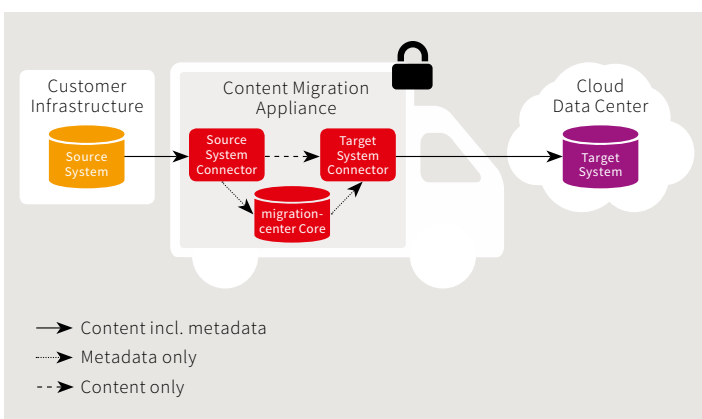 Customer
Infrastructure
Source
System
Content Migration
Appliance
Source
System
Connector
Target
System
Connector
migration-
center Core
Cloud
Data Center
Target
System
Content incl. metadata
Metadata only
Content only